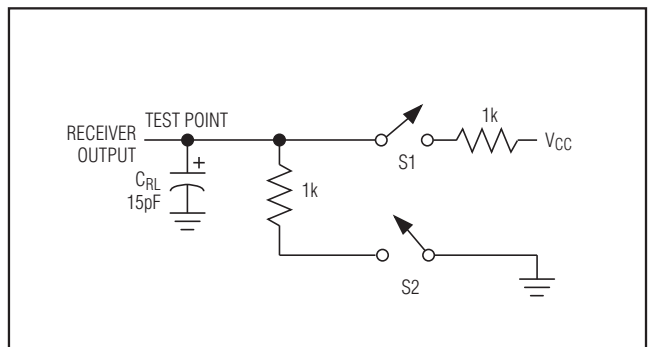 TEST POINT
RECEIVER
OUTPUT
+
CRL
15pF
1k
S1
1k
VCC
S2